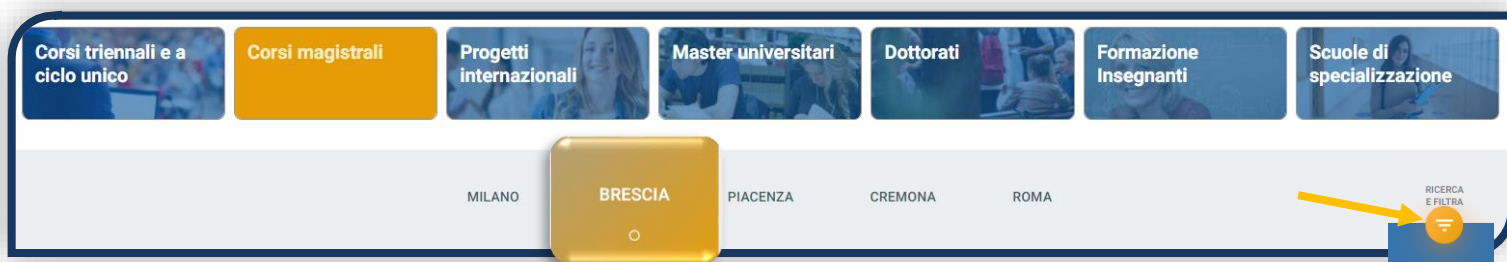 Corsi triennali e a
ciclo unico
Corsi magistrali
Progetti
internazionali
Master universitari
Dottorati
Formazione
Insegnanti
Scuole di
specializzazione
MILANO
BRESCIA
PIACENZA
CREMONA
ROMA
RICERCA
E FILTRA